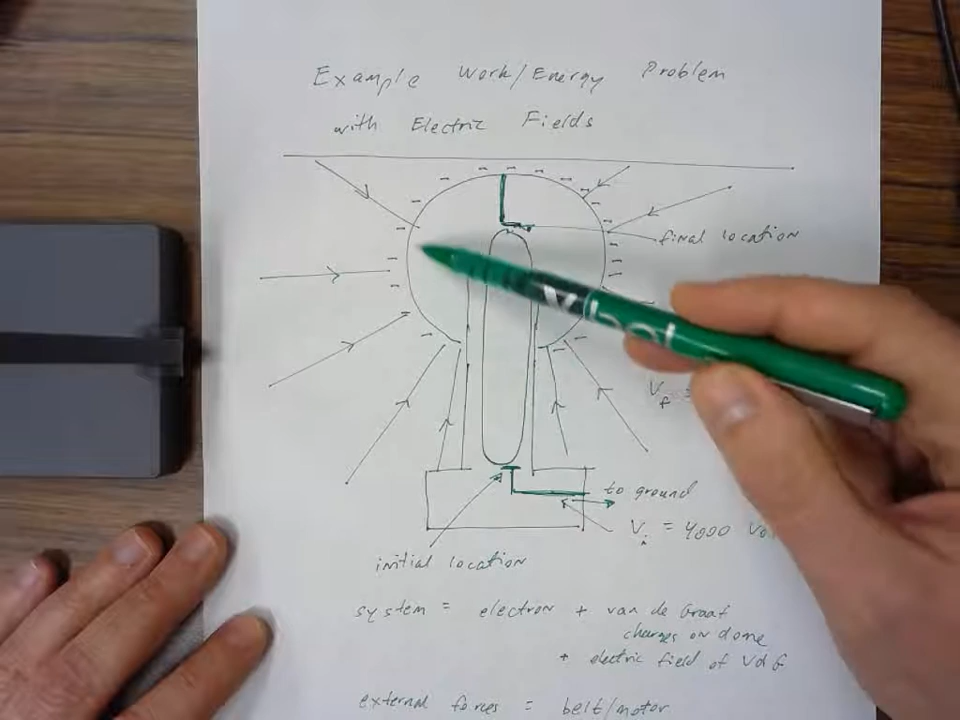 Example Work/Energy Problem
with Electric Fields
final location
V_f =
to ground
V_i = 4000
initial location
system = electron + van de Graaf
charges on dome
+ electric field of VdG
external forces = belt/motor